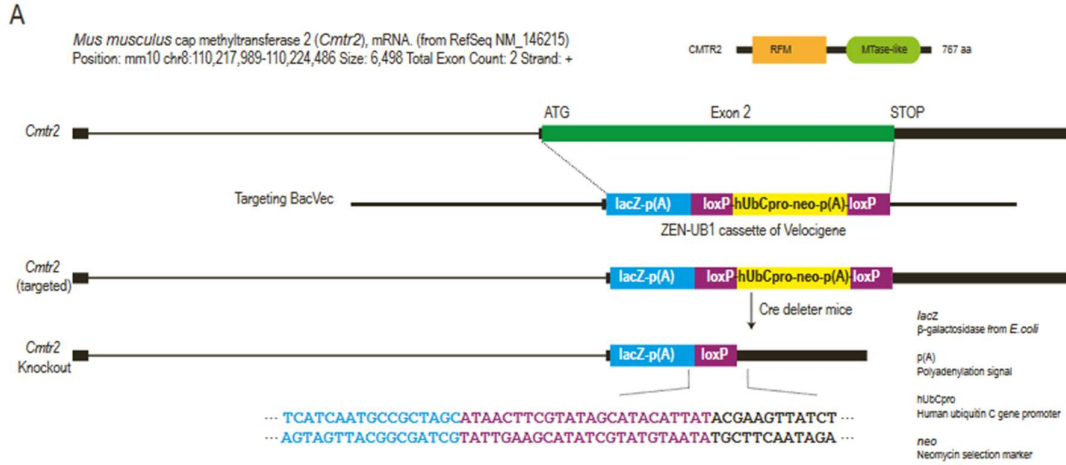 A
Mus musculus cap methyltransferase 2 (Cmtr2), mRNA. (from RefSeq NM_146215)
Position: mm10 chr8:110,217,989-110,224,486 Size: 6,498 Total Exon Count: 2 Strand: +
CMTR2 RFM MTase-like 767 aa
ATG Exon 2 STOP
Cmtr2
Targeting BacVec lacZ-p(A) loxP-hUbCpro-neo-p(A)-loxP
ZEN-UB1 cassette of Velocigene
Cmtr2
(targeted)
lacZ-p(A) loxP-hUbCpro-neo-p(A)-loxP
Cre deleter mice
Cmtr2
Knockout
lacZ-p(A) loxP
··· TCATCAATGCCGCTAGCATAACTTCGTATAGCATACATTATACGAAGTTATCT ···
··· AGTAGTTACGGCGATCGTATTGAAGCATATCGTATGTAATATGCTTCAATAGA ···
lacZ
β-galactosidase from E.coli
p(A)
Polyadenylation signal
hUbCpro
Human ubiquitin C gene promoter
neo
Neomycin selection marker